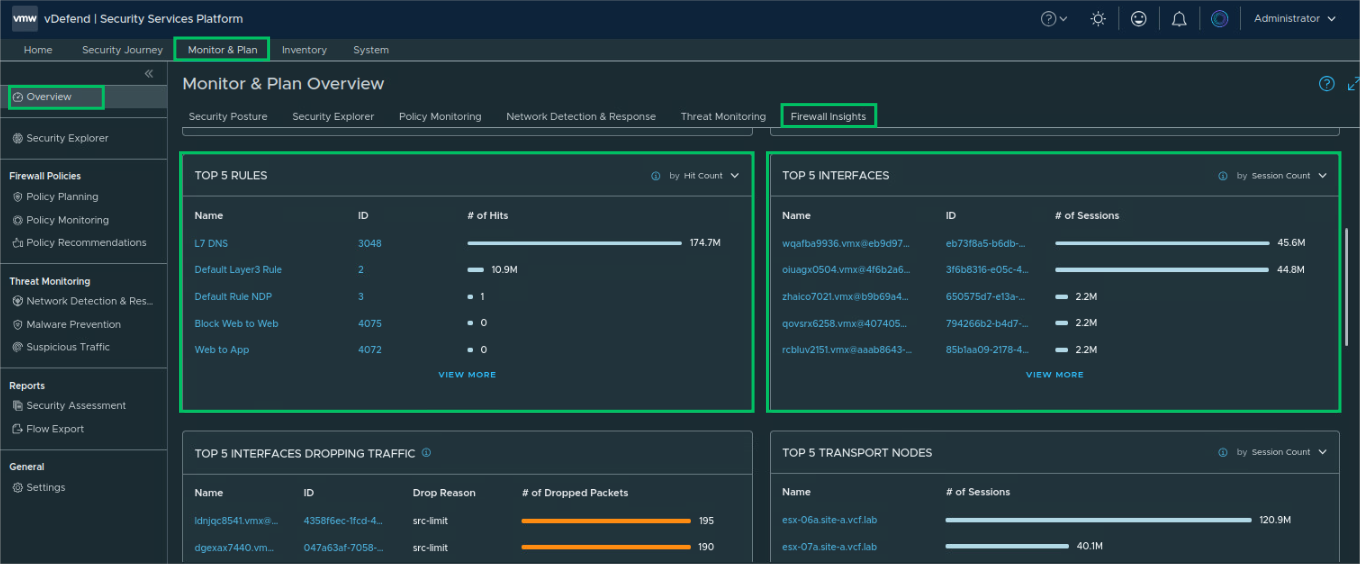 vmw vDefend | Security Services Platform
Administrator
Home Security Journey Monitor & Plan Inventory System
Overview
Security Explorer
Firewall Policies
Policy Planning
Policy Monitoring
Policy Recommendations
Threat Monitoring
Network Detection & Res...
Malware Prevention
Suspicious Traffic
Reports
Security Assessment
Flow Export
General
Settings
Monitor & Plan Overview
Security Posture Security Explorer Policy Monitoring Network Detection & Response Threat Monitoring Firewall Insights
TOP 5 RULES by Hit Count
Name ID # of Hits
L7 DNS 3048 174.7M
Default Layer3 Rule 2 10.9M
Default Rule NDP 3 1
Block Web to Web 4075 0
Web to App 4072 0
VIEW MORE
TOP 5 INTERFACES by Session Count
Name ID # of Sessions
wqafba9936.vmx@eb9d97... eb73f8a5-b6db-... 45.6M
oiuagx0504.vmx@4f6b2a6... 3f6b8316-e05c-4... 44.8M
zhaico7021.vmx@b9b69a4... 650575d7-e13a-... 2.2M
qovsrx6258.vmx@407405... 794266b2-b4d7-... 2.2M
rcbluv2151.vmx@aaab8643-... 85b1aa09-2178-4... 2.2M
VIEW MORE
TOP 5 INTERFACES DROPPING TRAFFIC
Name ID Drop Reason # of Dropped Packets
ldnjqc8541.vmx@... 4358f6ec-1fcd-4... src-limit 195
dgexax7440.vm... 047a63af-7058-... src-limit 190
TOP 5 TRANSPORT NODES by Session Count
Name # of Sessions
esx-06a.site-a.vcf.lab 120.9M
esx-07a.site-a.vcf.lab 40.1M